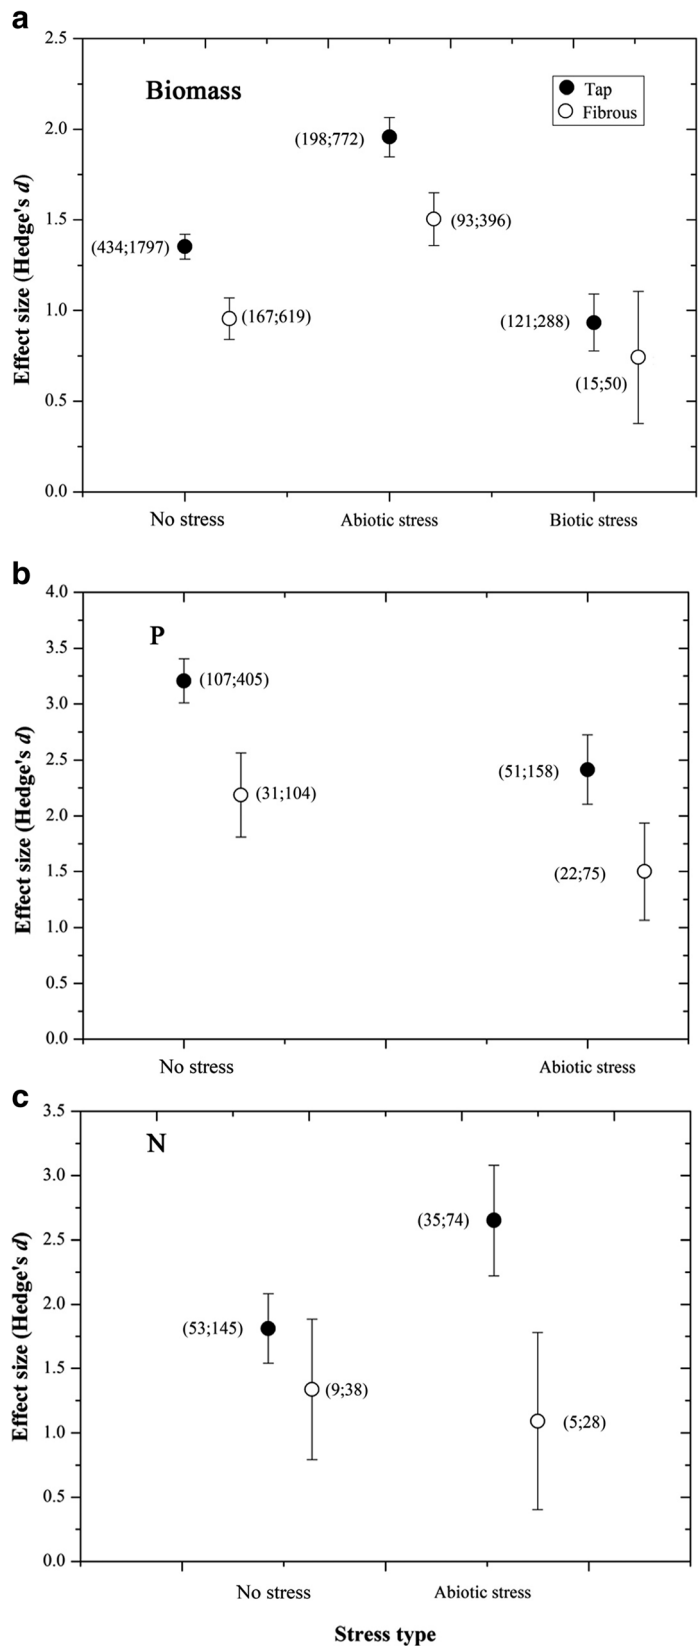 a
2.5
Biomass
Tap
Fibrous
2.0
(198;772)
1.5
(93;396)
(434;1797)
1.0
(167;619)
(121;288)
(15;50)
0.5
0.0
Effect size (Hedge's d)
No stress Abiotic stress Biotic stress
b
4.0
P
3.5
(107;405)
3.0
2.5
(51;158)
(31;104)
2.0
1.5
(22;75)
1.0
0.5
0.0
Effect size (Hedge's d)
No stress Abiotic stress
c
3.5
N
3.0
(35;74)
2.5
2.0
(53;145)
1.5
(9;38)
(5;28)
1.0
0.5
0.0
Effect size (Hedge's d)
No stress Abiotic stress
Stress type